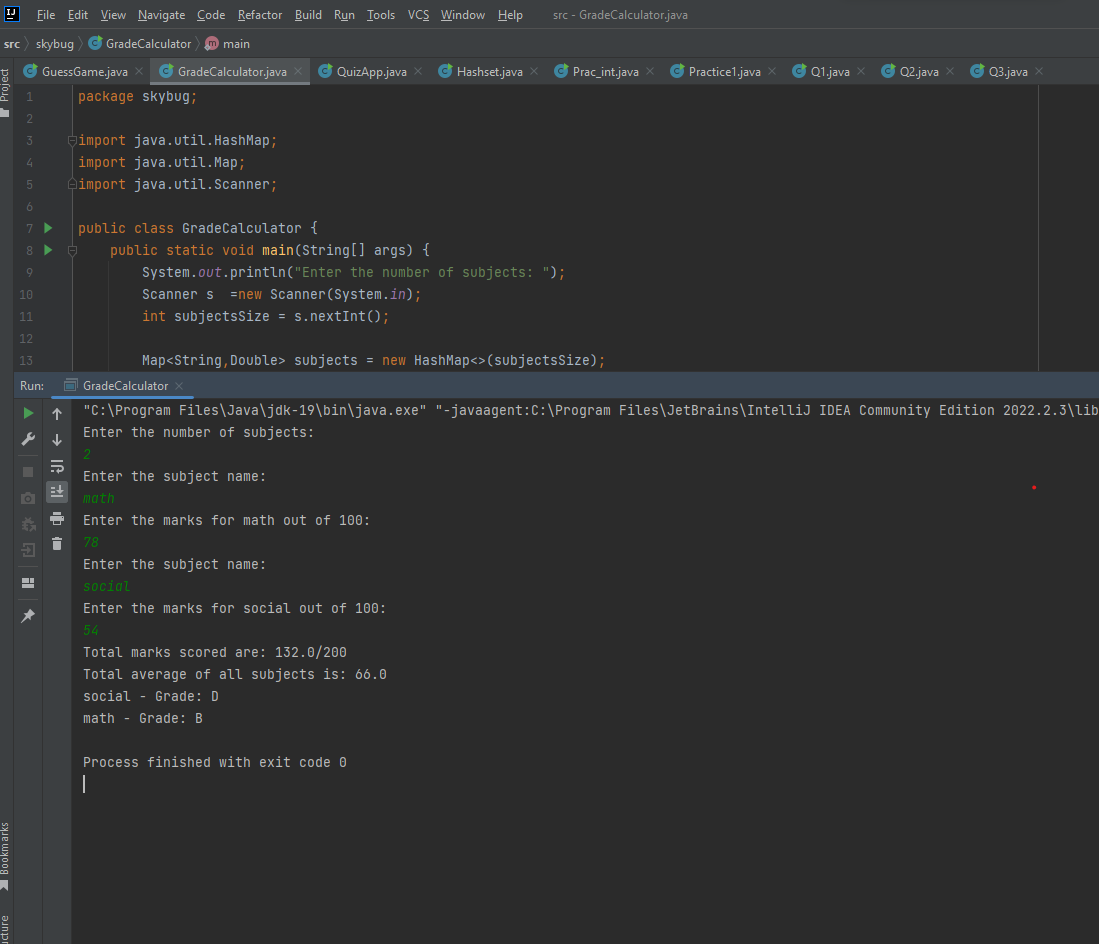 IJ File Edit View Navigate Code Refactor Build Run Tools VCS Window Help src - GradeCalculator.java
src skybug GradeCalculator main
GuessGame.java GradeCalculator.java QuizApp.java Hashset.java Prac_int.java Practice1.java Q1.java Q2.java Q3.java
Project
1 package skybug;
2
3 import java.util.HashMap;
4 import java.util.Map;
5 import java.util.Scanner;
6
7 public class GradeCalculator {
8 public static void main(String[] args) {
9 System.out.println("Enter the number of subjects: ");
10 Scanner s  =new Scanner(System.in);
11 int subjectsSize = s.nextInt();
12
13 Map<String,Double> subjects = new HashMap<>(subjectsSize);
Run: GradeCalculator
"C:\Program Files\Java\jdk-19\bin\java.exe" "-javaagent:C:\Program Files\JetBrains\IntelliJ IDEA Community Edition 2022.2.3\lib
Enter the number of subjects:
2
Enter the subject name:
math
Enter the marks for math out of 100:
78
Enter the subject name:
social
Enter the marks for social out of 100:
54
Total marks scored are: 132.0/200
Total average of all subjects is: 66.0
social - Grade: D
math - Grade: B
Process finished with exit code 0
Bookmarks
ucture